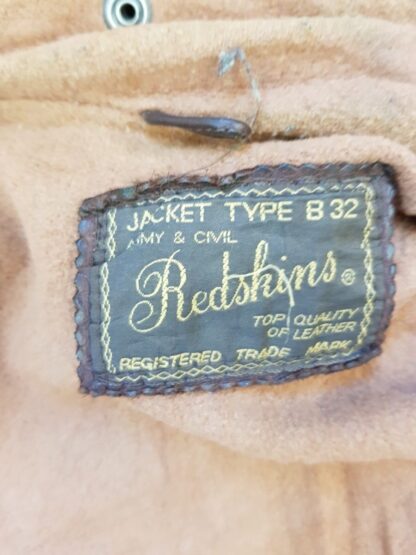 JACKET TYPE B 32
ARMY & CIVIL
Redskins ®
TOP QUALITY
OF LEATHER
REGISTERED TRADE MARK